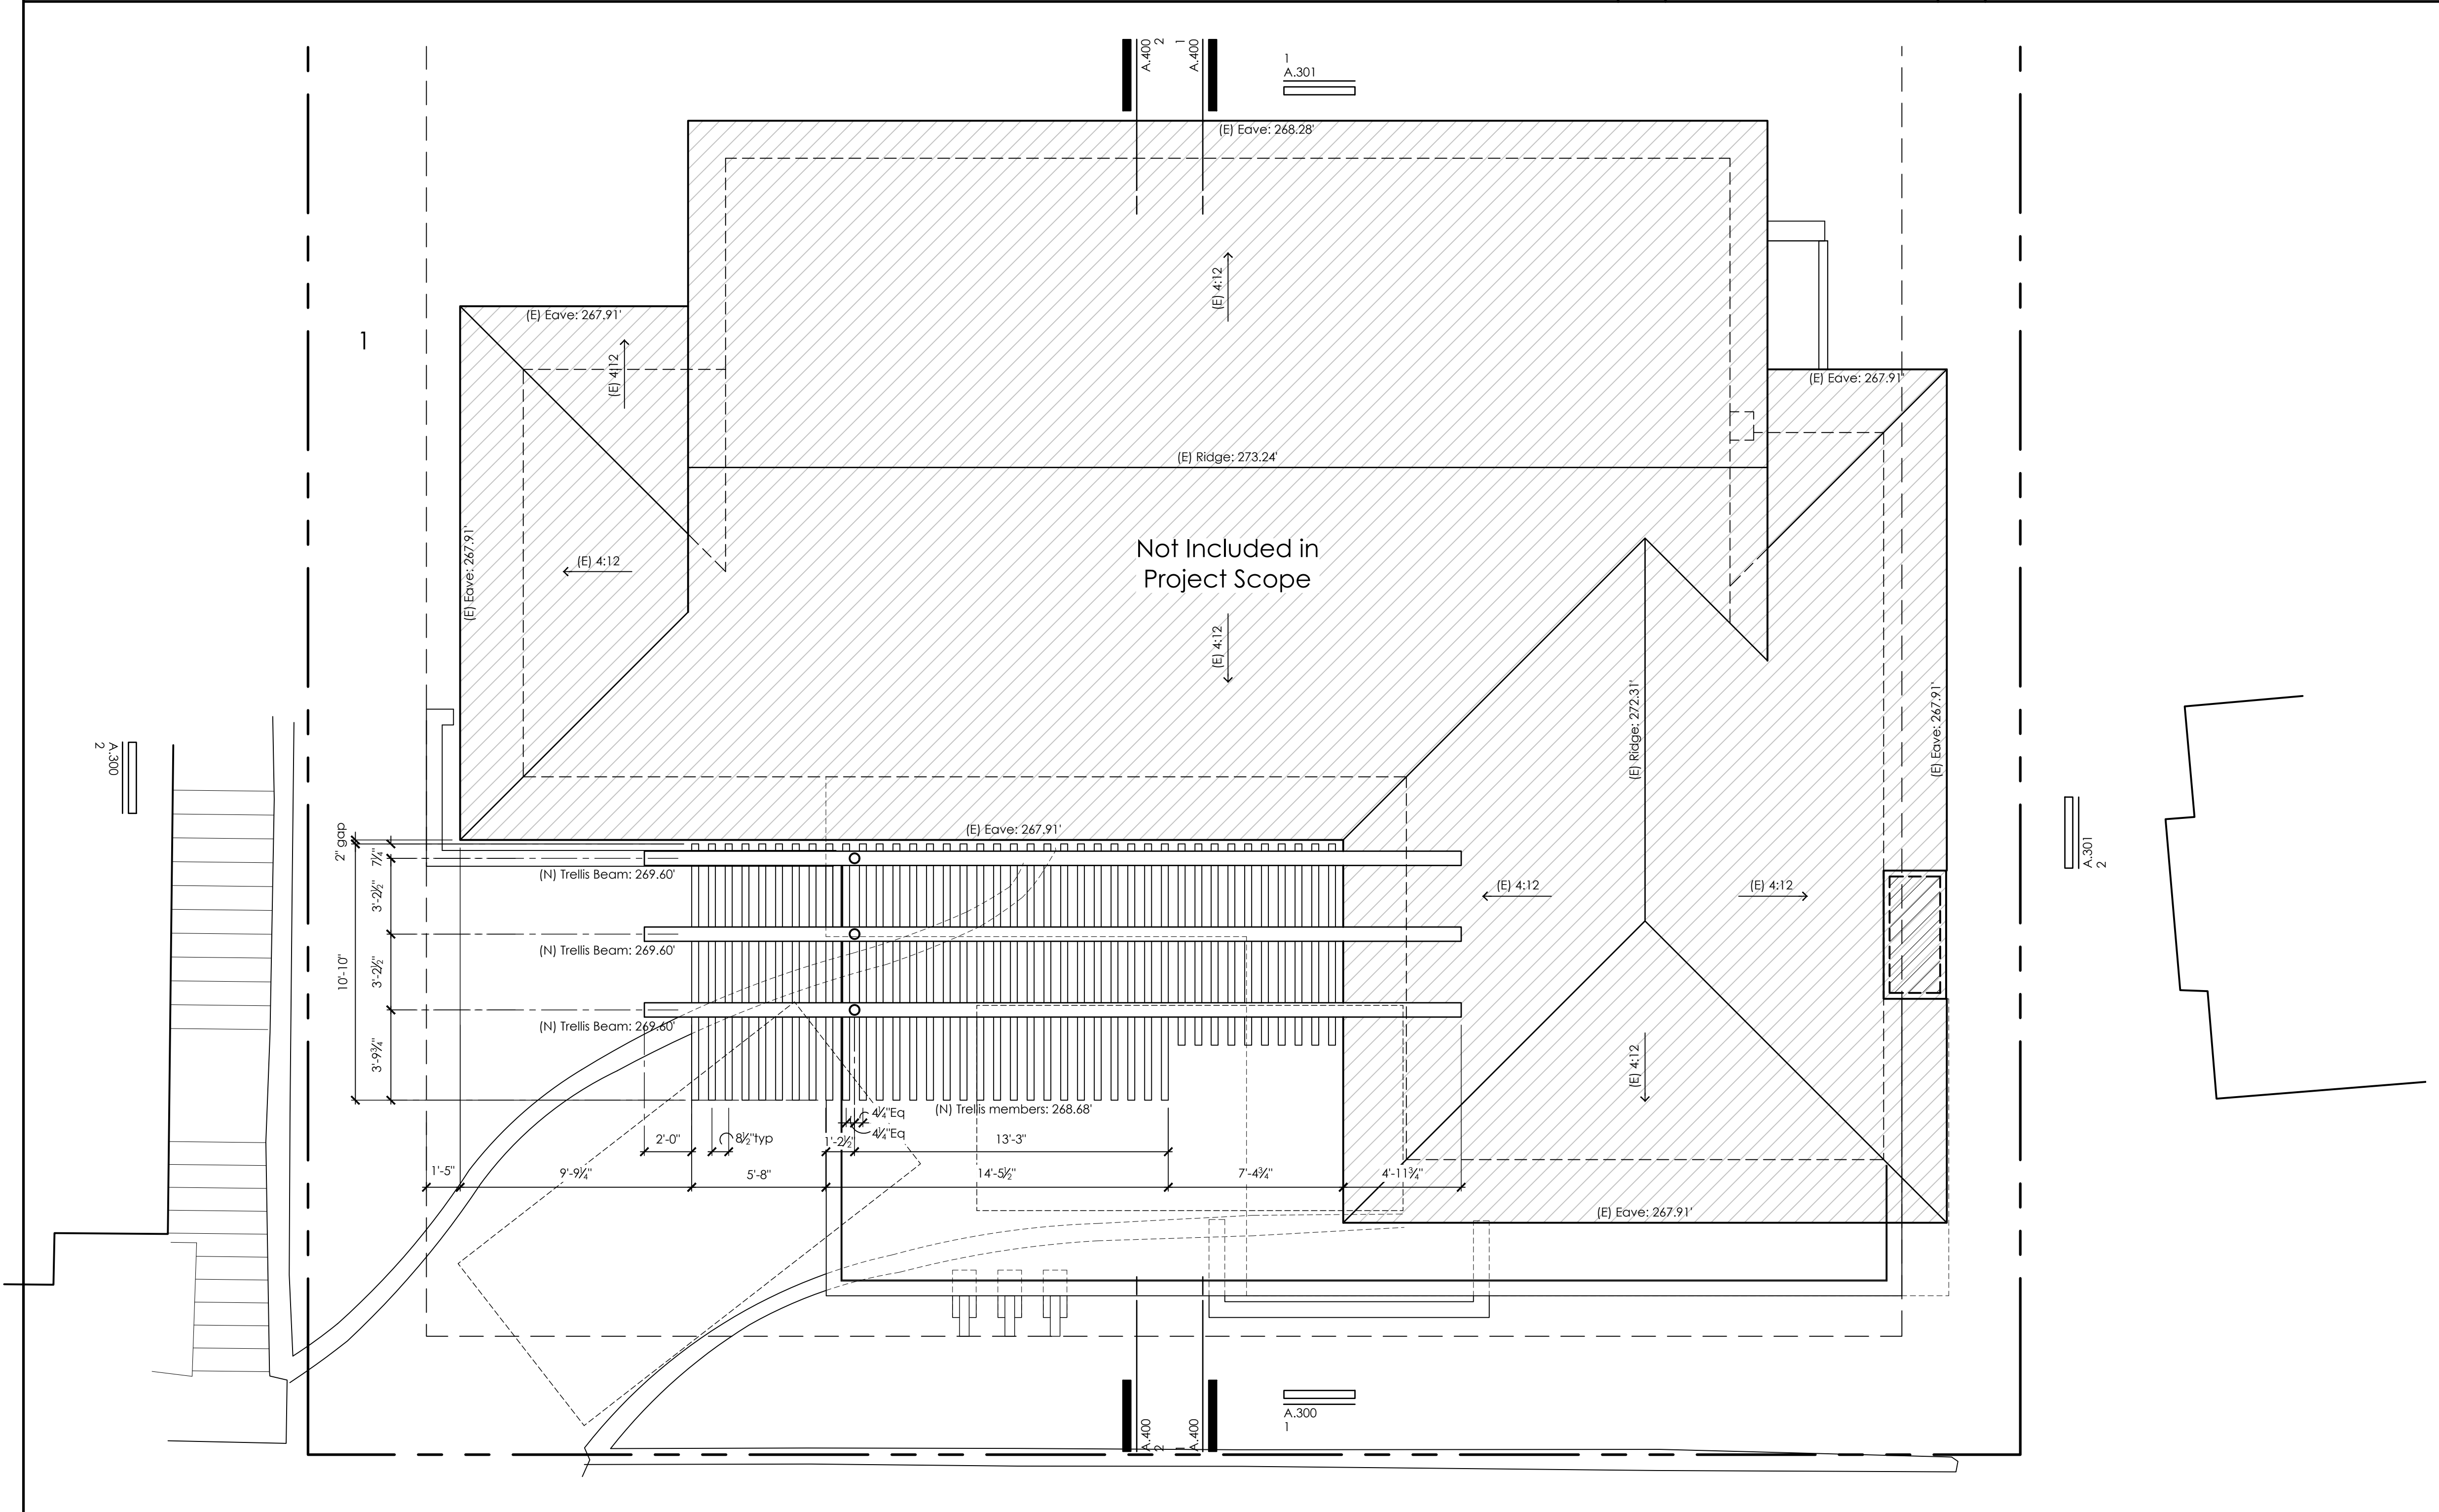 A.400
2
1
A.400
1
A.301
(E) Eave: 268.28'
(E) 4:12
(E) Eave: 267.91'
1
(E) 4:12
(E) Eave: 267.91'
(E) Ridge: 273.24'
(E) Eave: 267.91'
(E) 4:12
Not Included in
Project Scope
(E) 4:12
(E) Ridge: 272.31'
(E) Eave: 267.91'
A.300
2
A.301
2
2" gap
(E) Eave: 267.91'
7¼"
(N) Trellis Beam: 269.60'
3'-2½"
(E) 4:12
(E) 4:12
(N) Trellis Beam: 269.60'
10'-10"
3'-2½"
(N) Trellis Beam: 269.60'
3'-9¾"
(E) 4:12
4¼"Eq
(N) Trellis members: 268.68'
4¼"Eq
2'-0"
8½"typ
1'-2½"
13'-3"
1'-5"
9'-9¼"
5'-8"
14'-5½"
7'-4¾"
4'-11¾"
(E) Eave: 267.91'
A.400
2
1
A.400
A.300
1